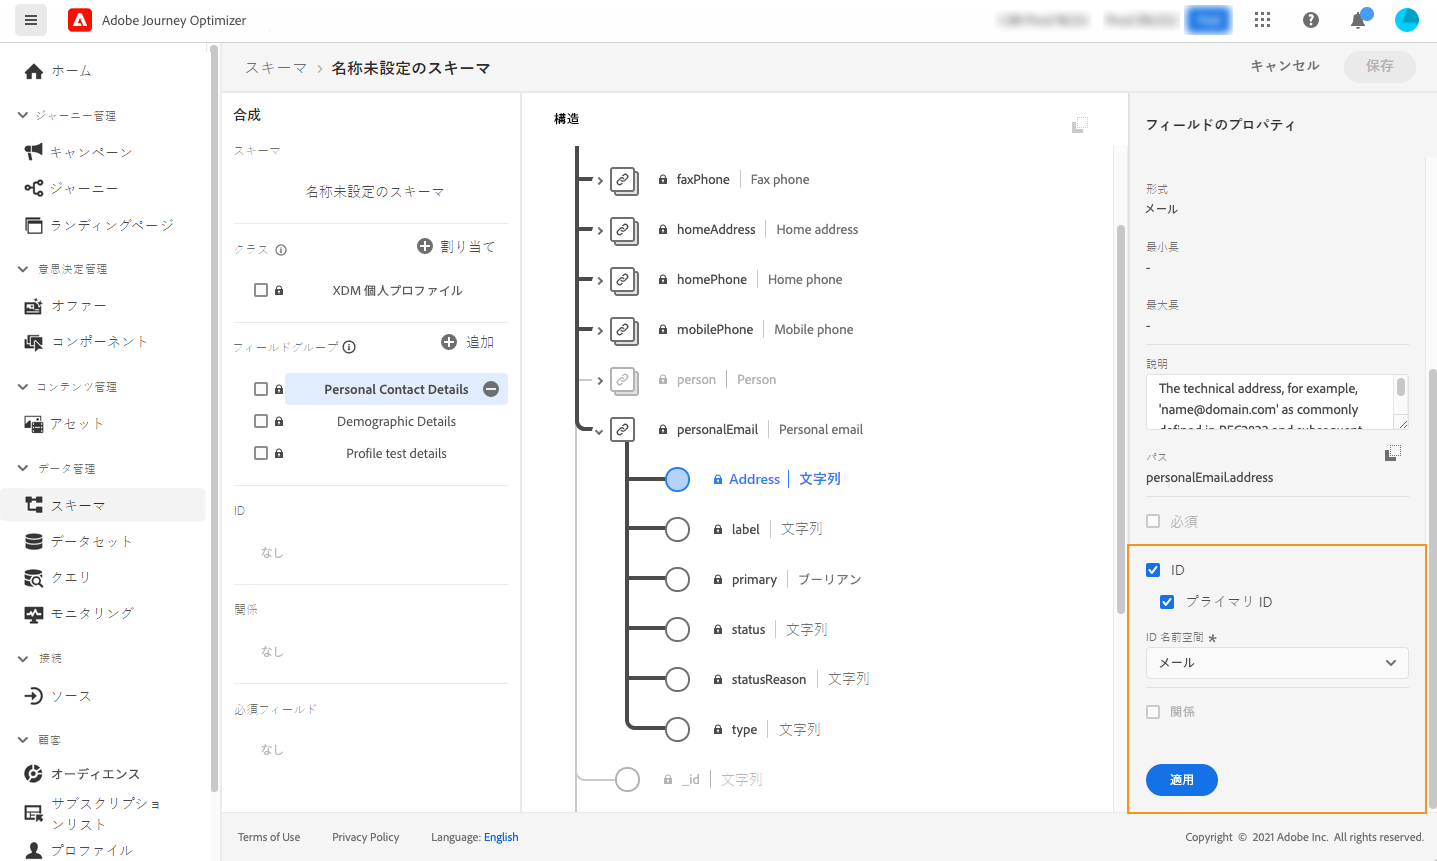 Adobe Journey Optimizer
ホーム
ジャーニー管理
キャンペーン
ジャーニー
ランディングページ
意思決定管理
オファー
コンポーネント
コンテンツ管理
アセット
データ管理
スキーマ
データセット
クエリ
モニタリング
接続
ソース
顧客
オーディエンス
サブスクリプショ
ンリスト
プロファイル
スキーマ › 名称未設定のスキーマ
キャンセル
保存
合成
スキーマ
名称未設定のスキーマ
クラス
割り当て
XDM 個人プロファイル
フィールドグループ
追加
Personal Contact Details
Demographic Details
Profile test details
ID
なし
関係
なし
必須フィールド
なし
構造
faxPhone | Fax phone
homeAddress | Home address
homePhone | Home phone
mobilePhone | Mobile phone
person | Person
personalEmail | Personal email
Address | 文字列
label | 文字列
primary | ブーリアン
status | 文字列
statusReason | 文字列
type | 文字列
_id | 文字列
フィールドのプロパティ
形式
メール
最小長
-
最大長
-
説明
The technical address, for example,
'name@domain.com' as commonly
defined in RFC2822 and subsequent
パス
personalEmail.address
必須
ID
プライマリ ID
ID 名前空間 *
メール
関係
適用
Terms of Use
Privacy Policy
Language: English
Copyright © 2021 Adobe Inc. All rights reserved.